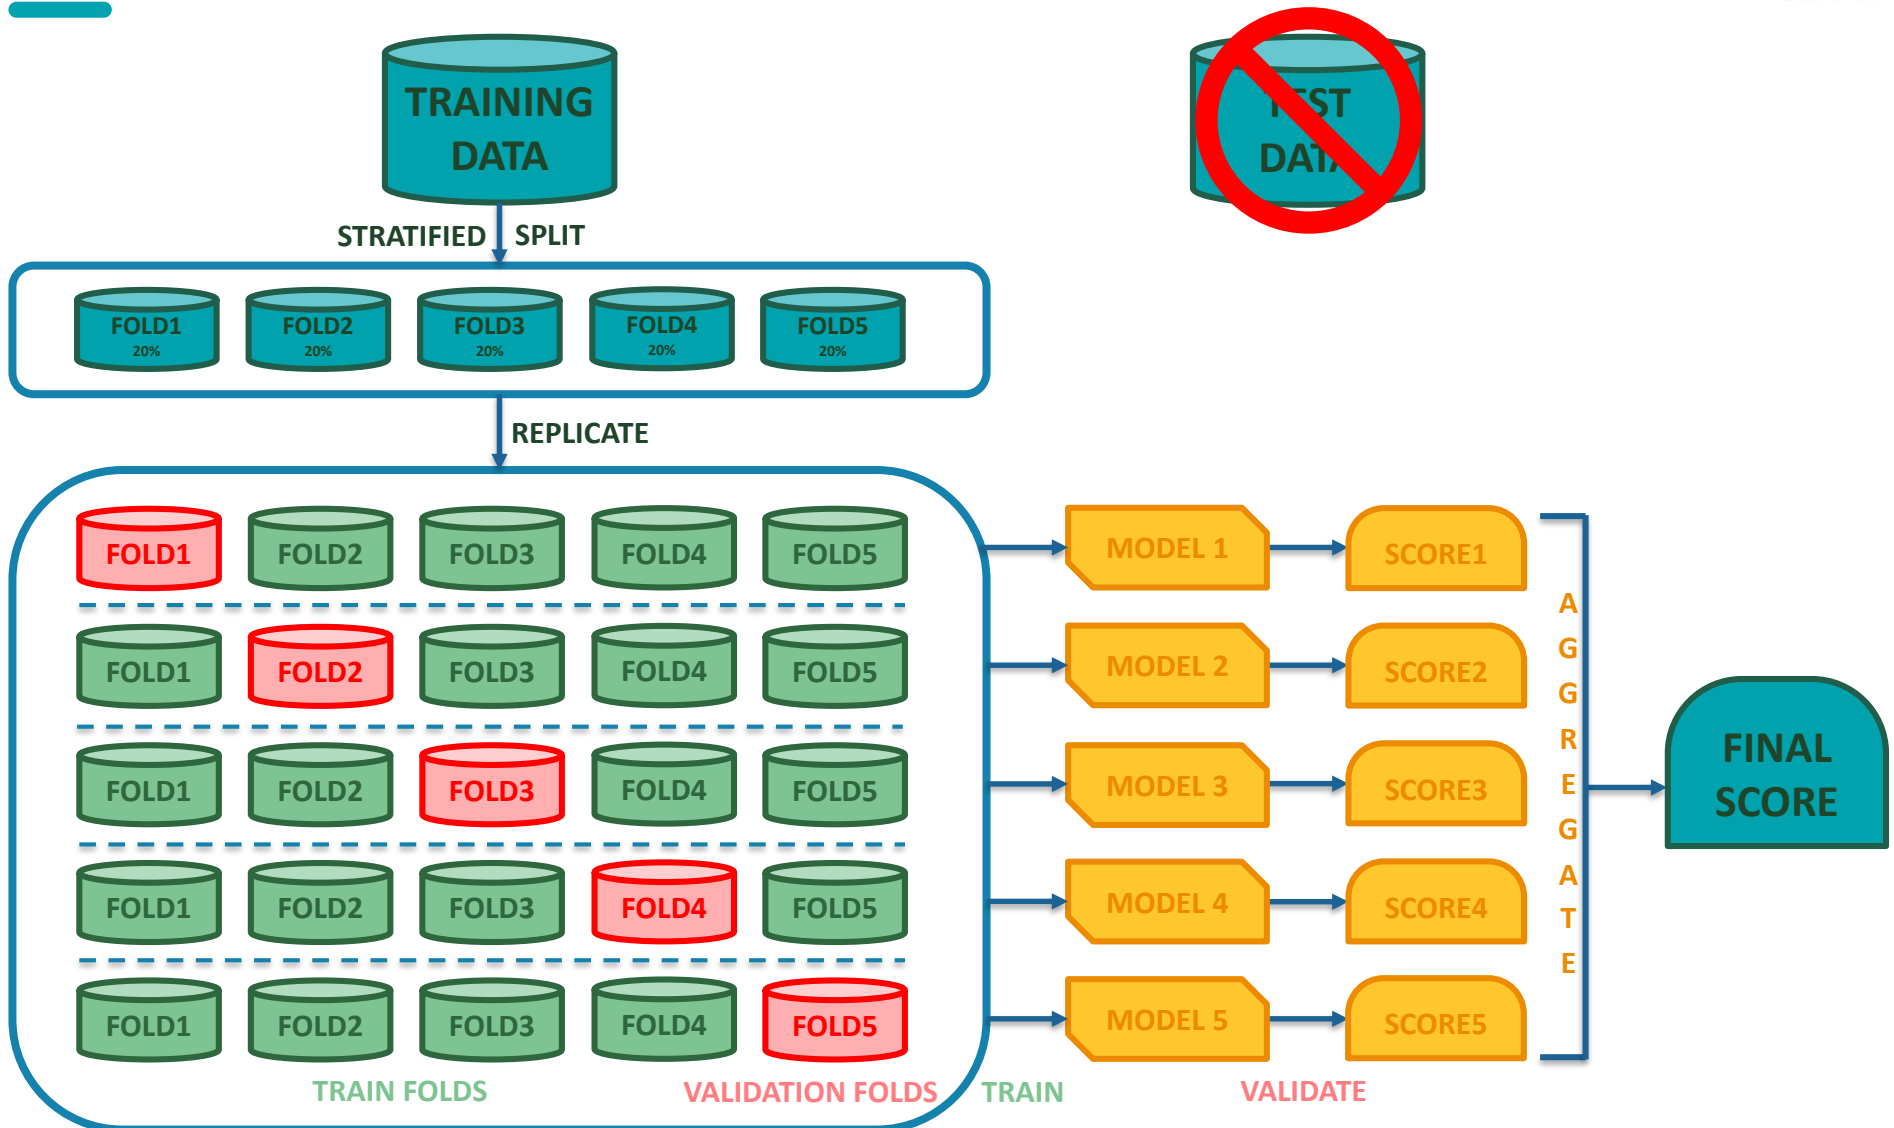 TRAINING
DATA
TEST
DATA
STRATIFIED SPLIT
FOLD1
20%
FOLD2
20%
FOLD3
20%
FOLD4
20%
FOLD5
20%
REPLICATE
FOLD1 FOLD2 FOLD3 FOLD4 FOLD5 MODEL 1 SCORE1
FOLD1 FOLD2 FOLD3 FOLD4 FOLD5 MODEL 2 SCORE2
FOLD1 FOLD2 FOLD3 FOLD4 FOLD5 MODEL 3 SCORE3
FOLD1 FOLD2 FOLD3 FOLD4 FOLD5 MODEL 4 SCORE4
FOLD1 FOLD2 FOLD3 FOLD4 FOLD5 MODEL 5 SCORE5
AGGREGATE
FINAL
SCORE
TRAIN FOLDS VALIDATION FOLDS TRAIN VALIDATE